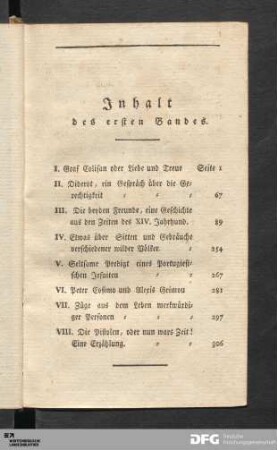 Inhalt
des ersten Bandes.
I. Graf Colisan oder Liebe und Treue Seite 1
II. Diderot, ein Gespräch über die Ge-
rechtigkeit 67
III. Die beyden Freunde, eine Geschichte
aus den Zeiten des XIV. Jahrhund. 89
IV. Etwas über Sitten und Gebräuche
verschiedener wilder Völker 254
V. Seltsame Predigt eines Portugiesi-
schen Jesuiten 267
VI. Peter Cosimo und Alexis Grimou 281
VII. Züge aus dem Leben merkwürdi-
ger Personen 297
VIII. Die Pistolen, oder nun wars Zeit!
Eine Erzählung. 306
DFG Deutsche
Forschungsgemeinschaft